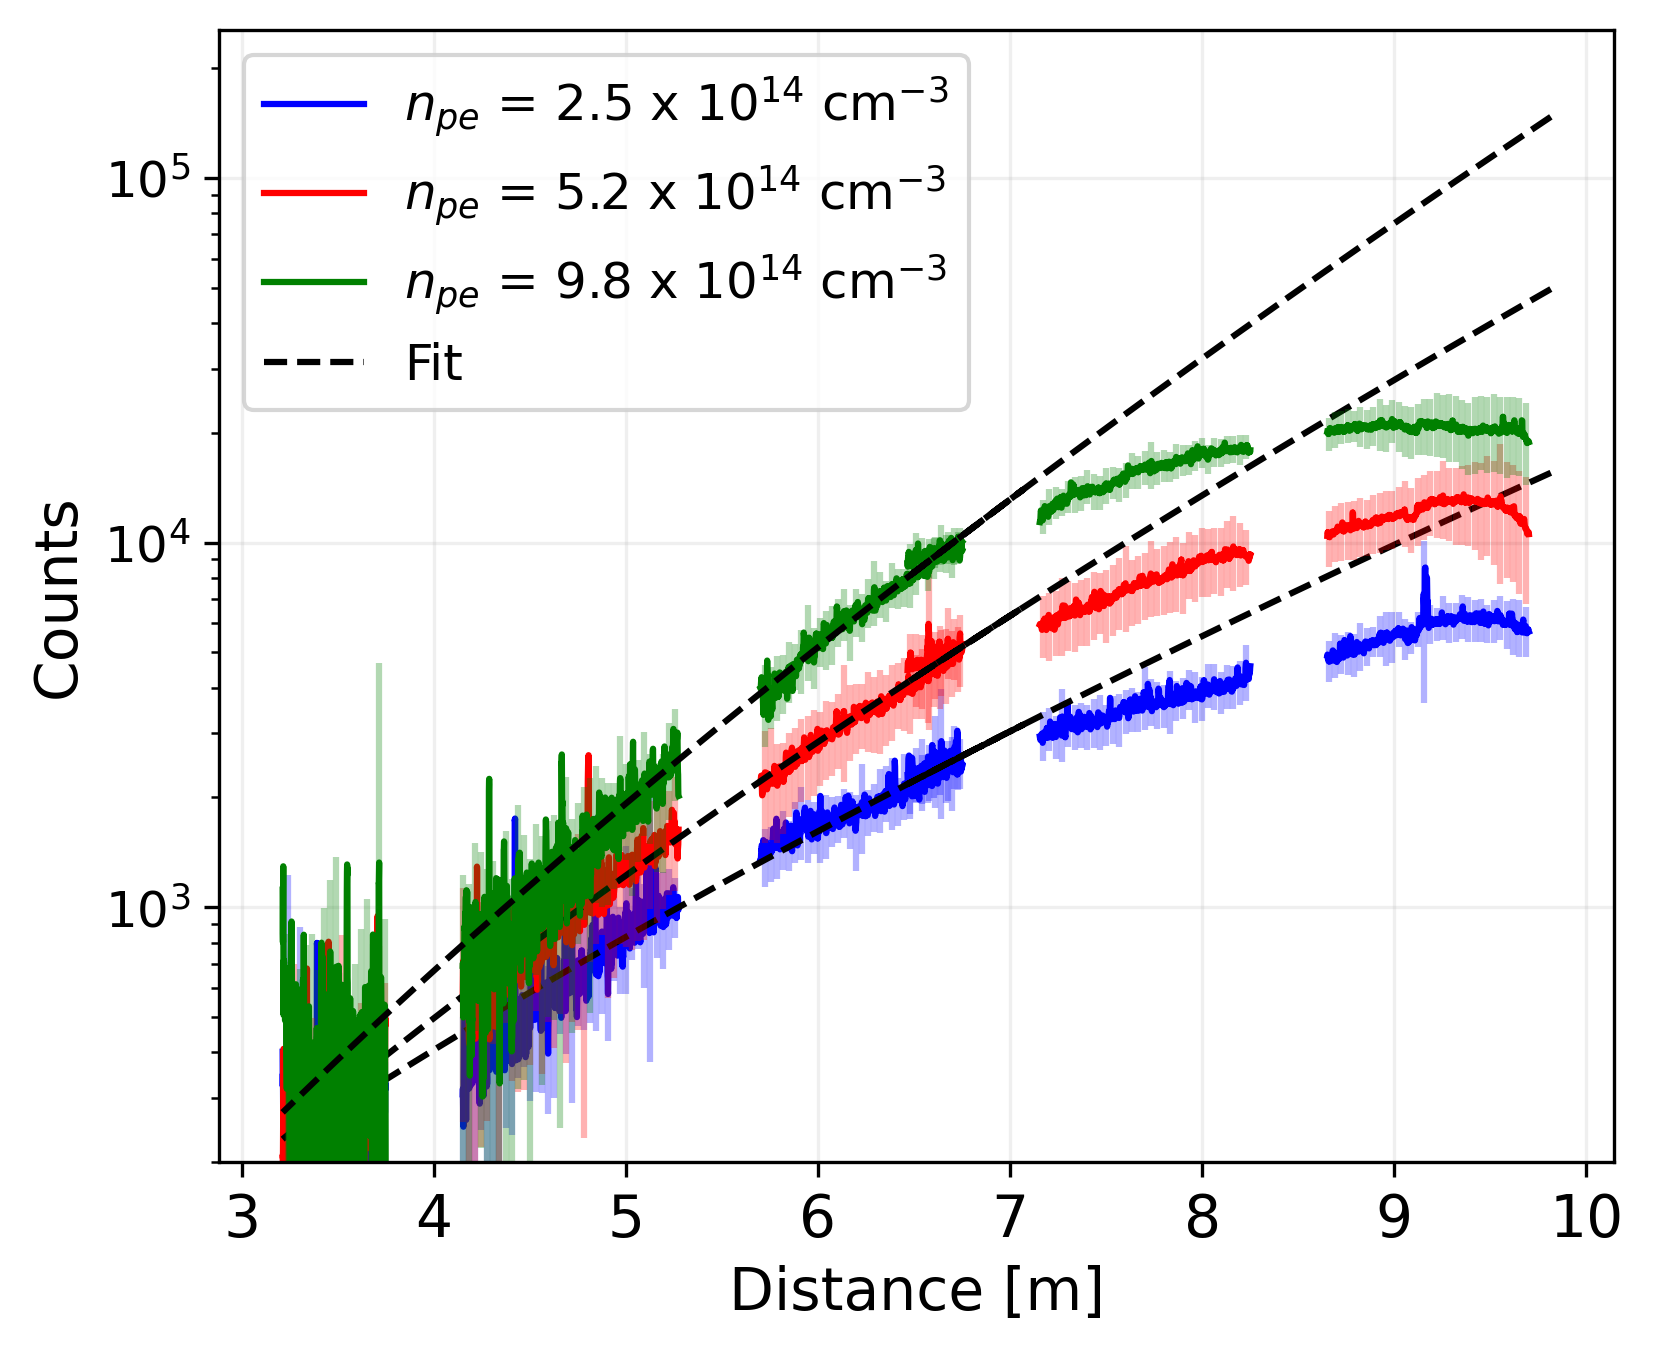 n_pe = 2.5 x 10^14 cm^-3
n_pe = 5.2 x 10^14 cm^-3
n_pe = 9.8 x 10^14 cm^-3
Fit
10^5
10^4
10^3
Counts
3 4 5 6 7 8 9 10
Distance [m]